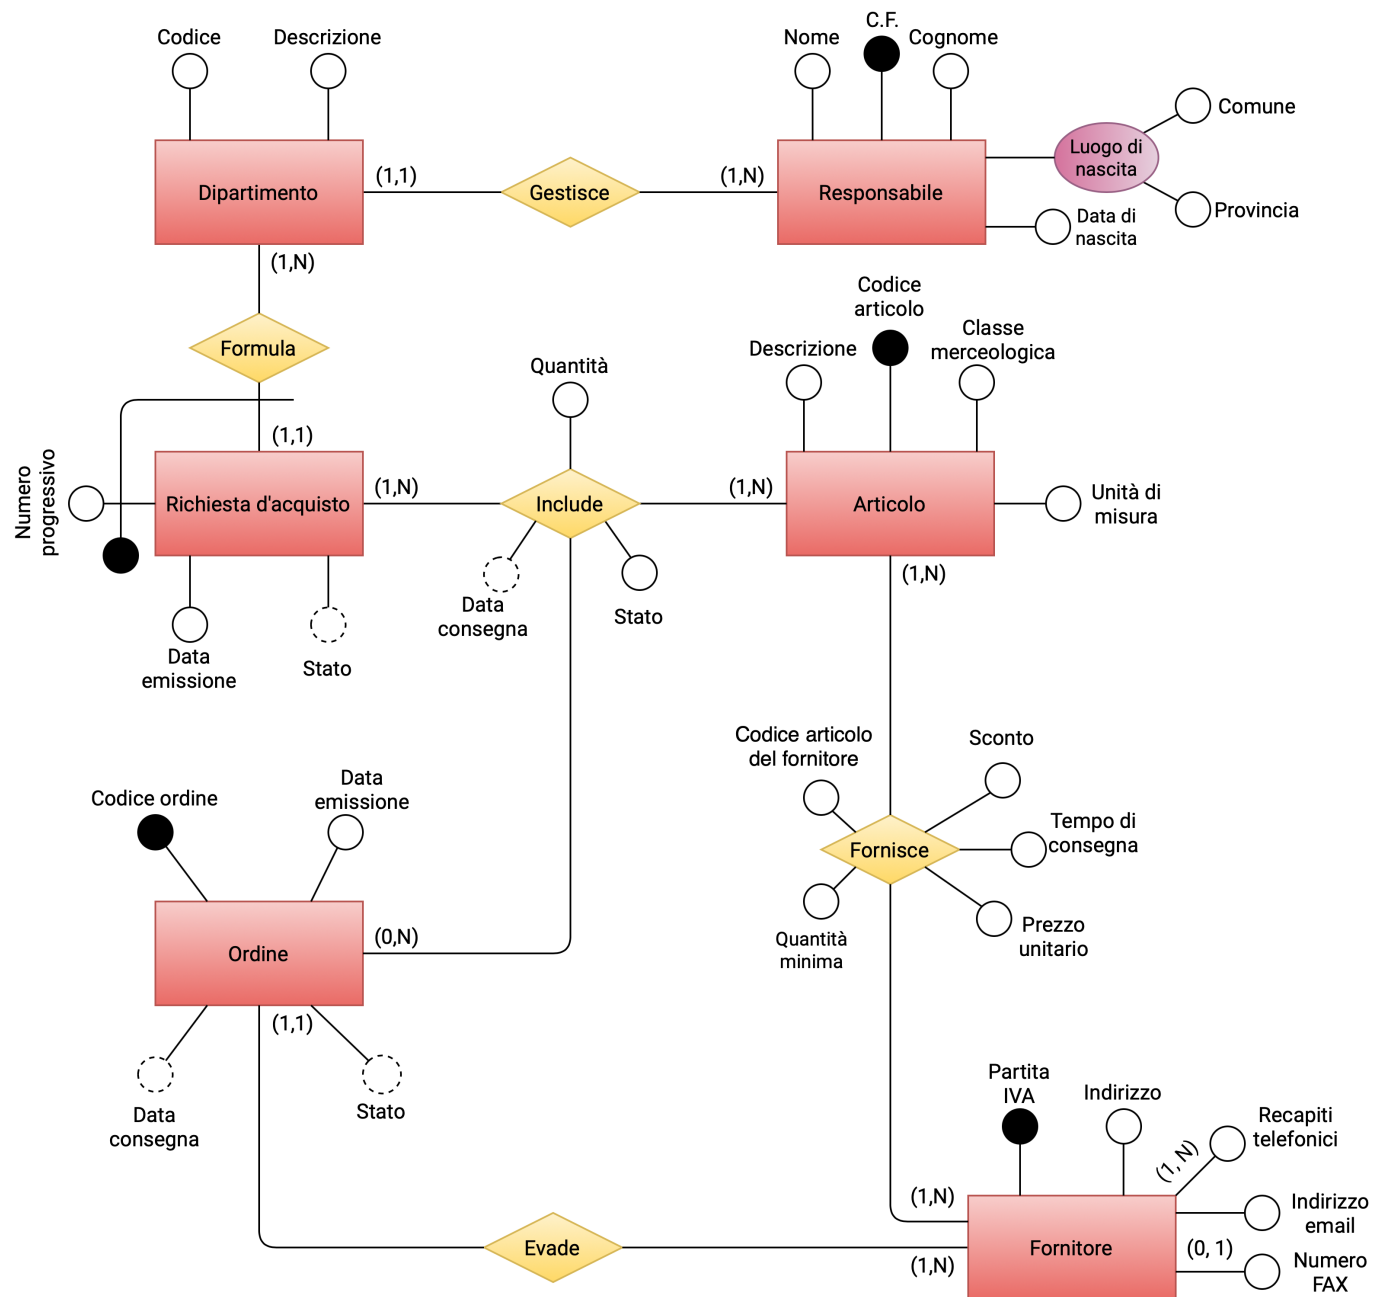 C.F.
Codice
Descrizione
Nome
Cognome
Comune
Luogo di
nascita
Dipartimento
(1,1)
Gestisce
(1,N)
Responsabile
Provincia
Data di
nascita
(1,N)
Codice
articolo
Classe
merceologica
Formula
Descrizione
Quantità
(1,1)
Numero
progressivo
Richiesta d'acquisto
(1,N)
Include
(1,N)
Articolo
Unità di
misura
(1,N)
Data
consegna
Stato
Data
emissione
Stato
Codice articolo
del fornitore
Sconto
Codice ordine
Data
emissione
Tempo di
consegna
Fornisce
Quantità
minima
Prezzo
unitario
Ordine
(0,N)
(1,1)
Data
consegna
Stato
Partita
IVA
Indirizzo
Recapiti
telefonici
(1, N)
(1,N)
Indirizzo
email
Evade
(1,N)
Fornitore
(0, 1)
Numero
FAX